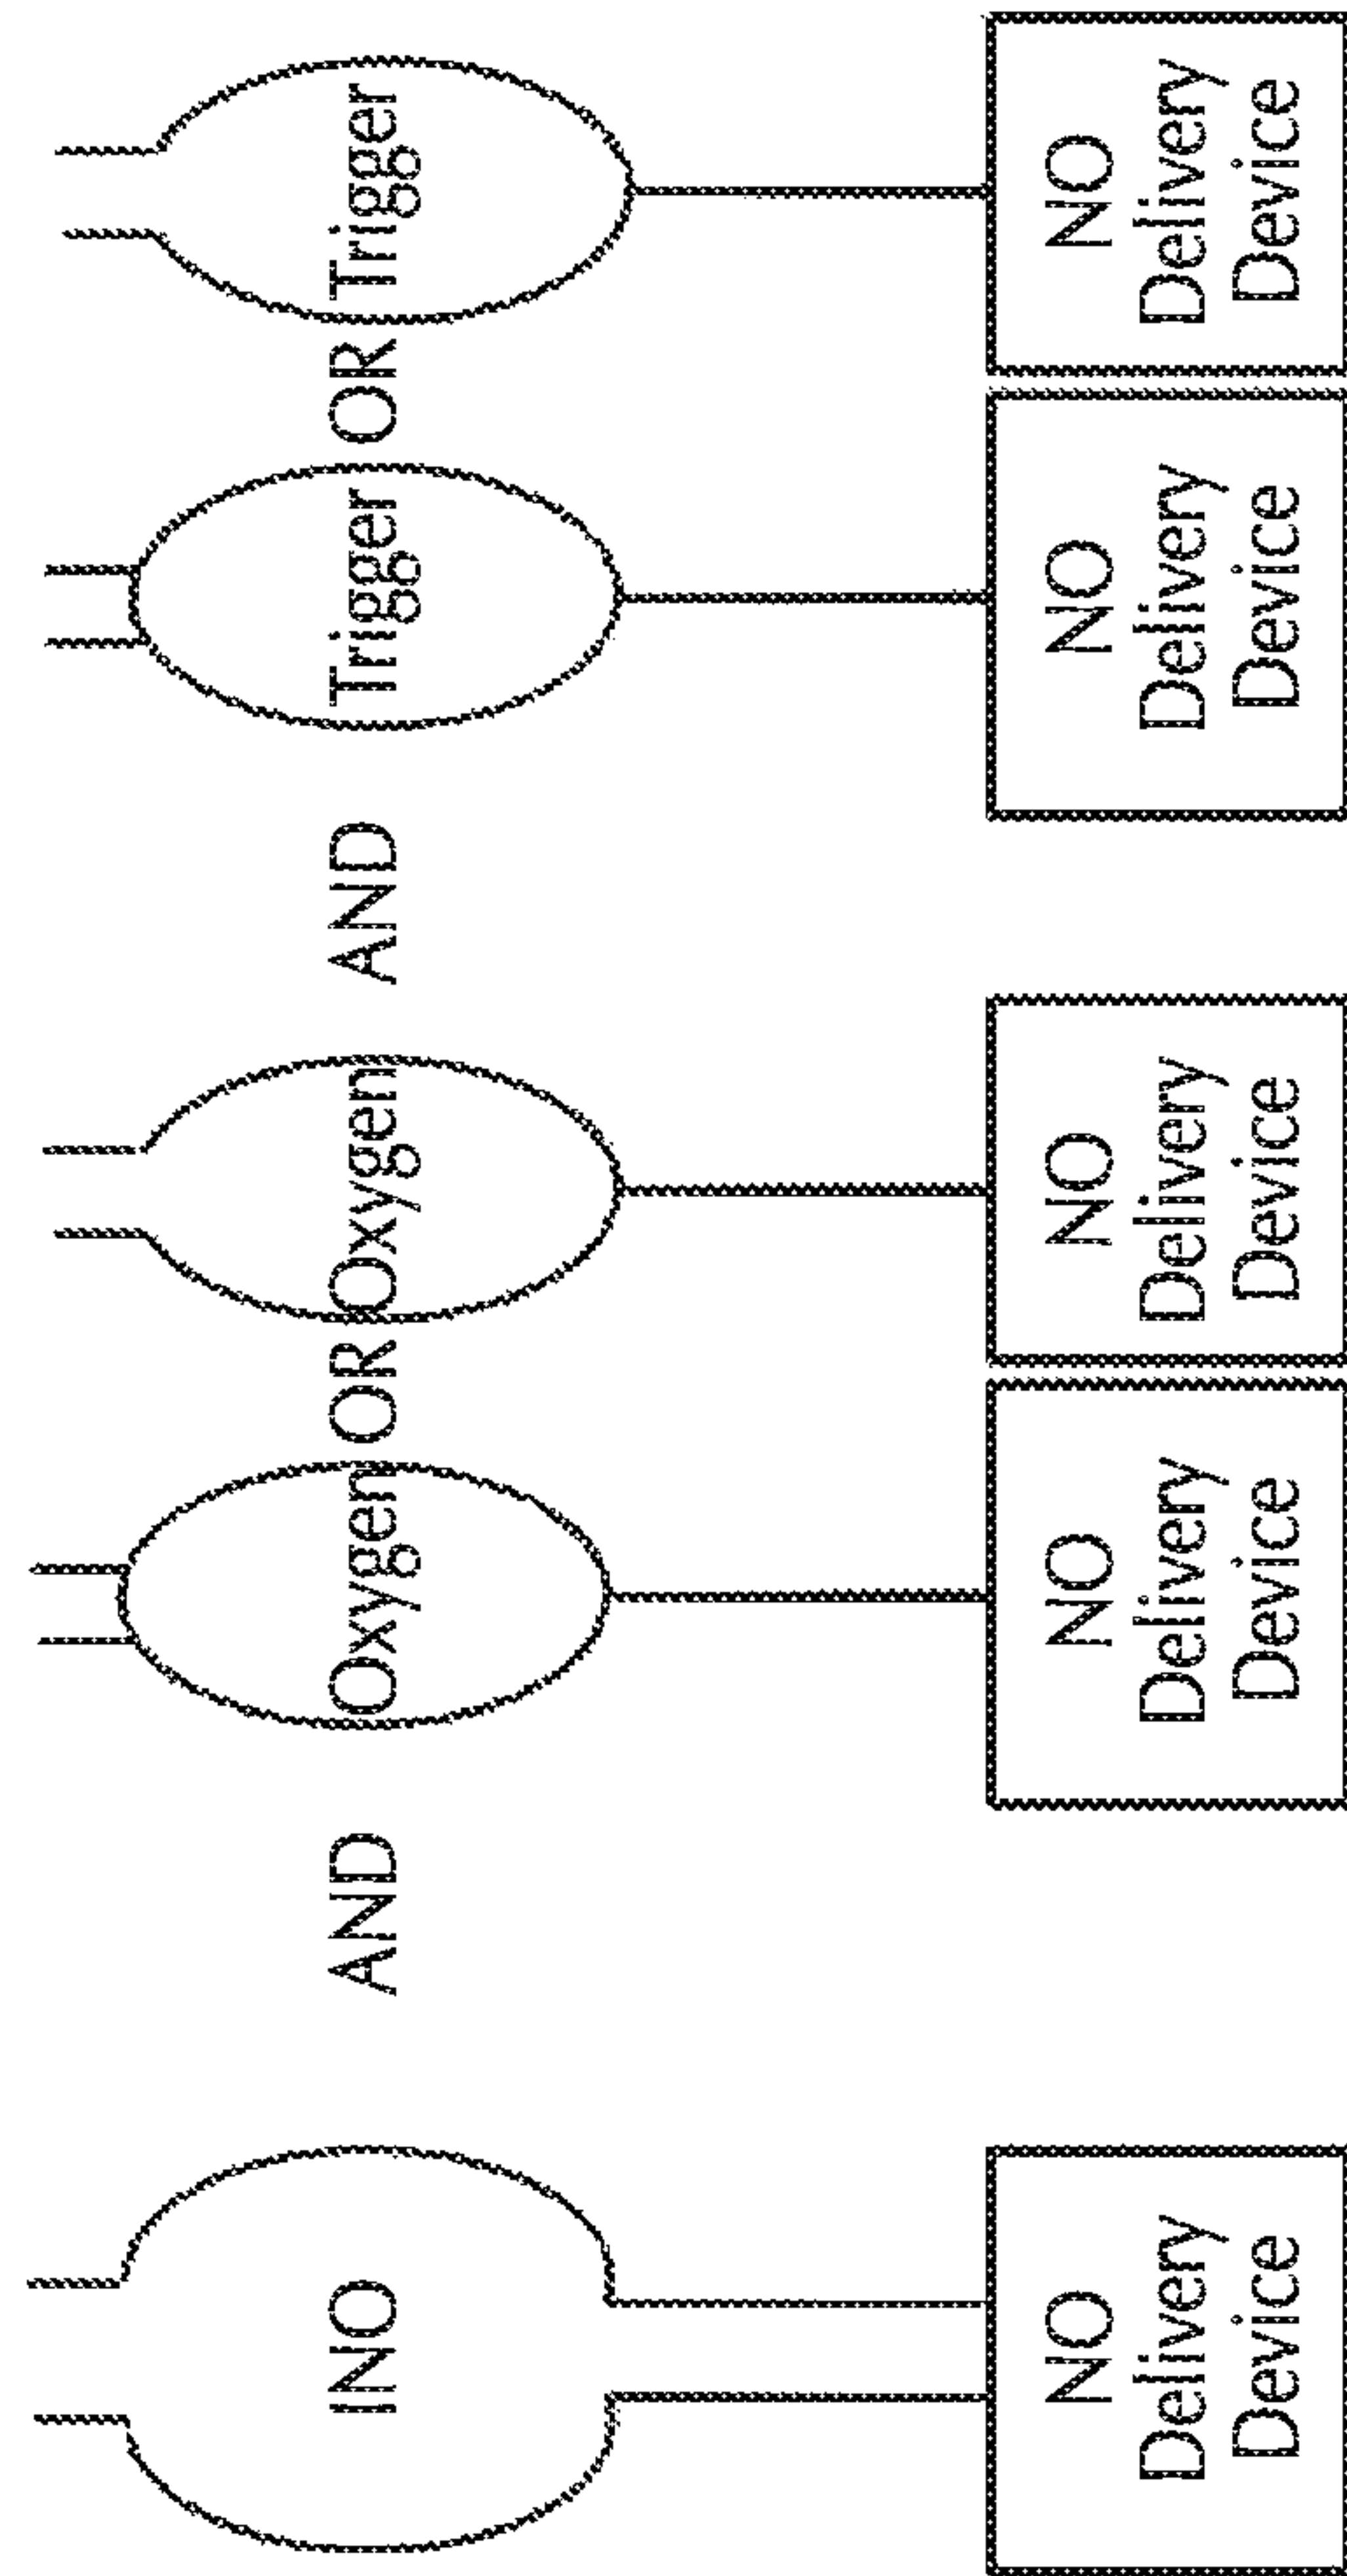 INO AND Oxygen OR Oxygen AND Trigger OR Trigger
NO
Delivery
Device
NO
Delivery
Device
NO
Delivery
Device
NO
Delivery
Device
NO
Delivery
Device